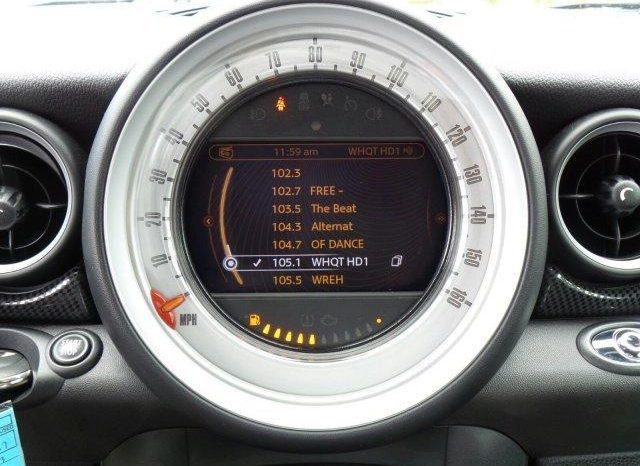 80
70
90
60
100
50
110
40
120
30
130
20
140
10
150
160
MPH
11:59 am WHQT HD1
102.3
102.7 FREE -
103.5 The Beat
104.3 Alternat
104.7 OF DANCE
105.1 WHQT HD1
105.5 WREH
START
STOP